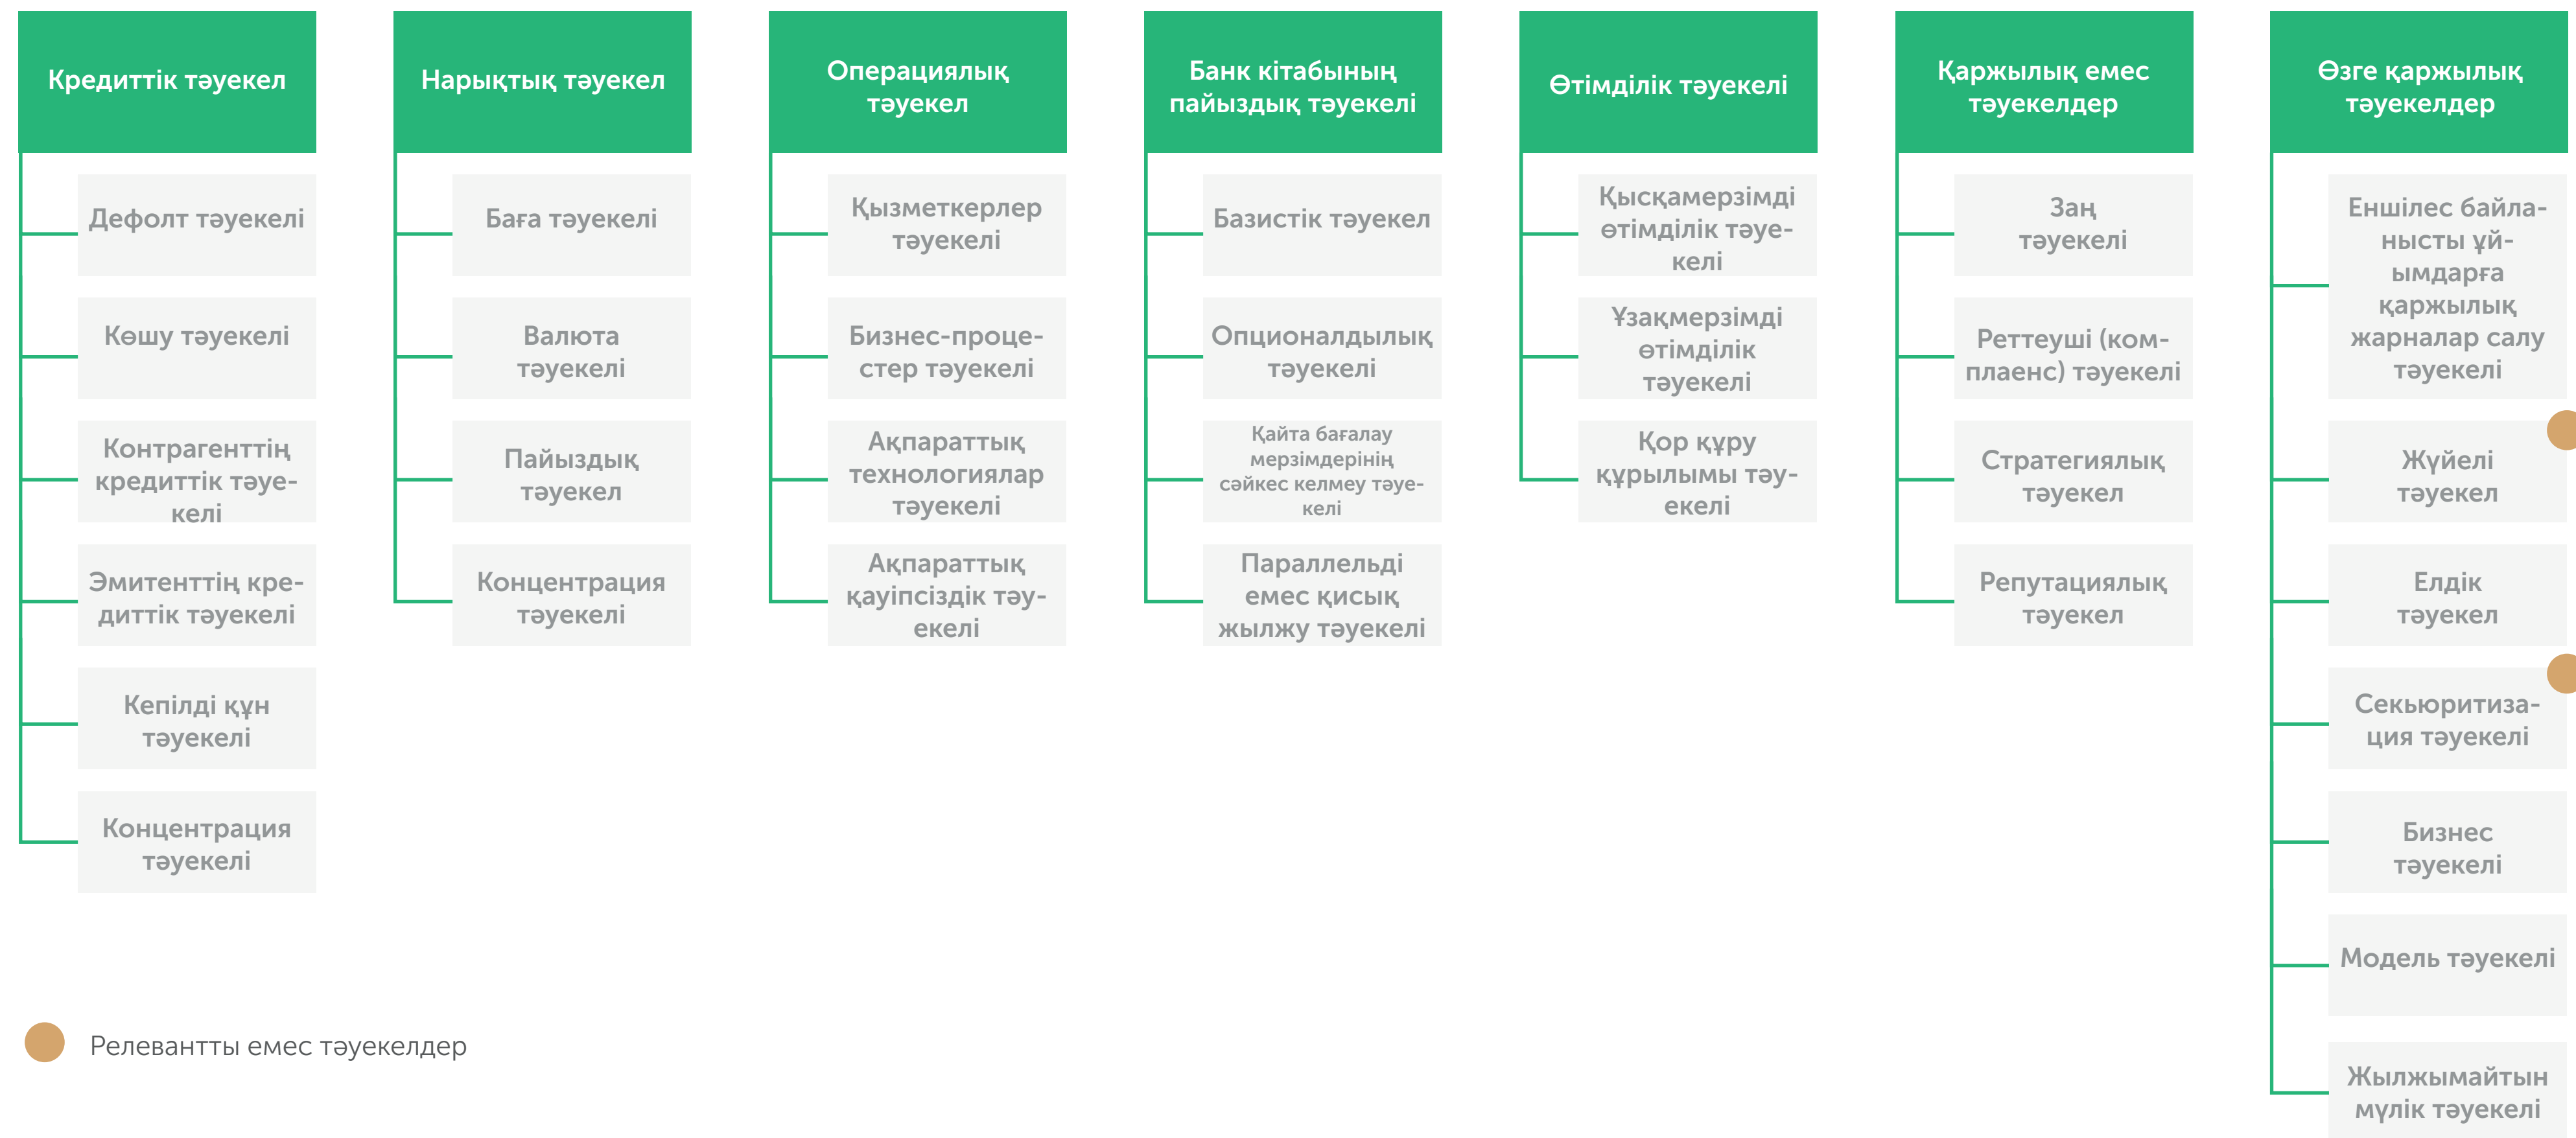 Кредиттік тәуекел
Дефолт тәуекелі
Көшу тәуекелі
Контрагенттің
кредиттік тәуе-
келі
Эмитенттің кре-
диттік тәуекелі
Кепілді құн
тәуекелі
Концентрация
тәуекелі
Нарықтық тәуекел
Баға тәуекелі
Валюта
тәуекелі
Пайыздық
тәуекел
Концентрация
тәуекелі
Операциялық
тәуекел
Қызметкерлер
тәуекелі
Бизнес-проце-
стер тәуекелі
Ақпараттық
технологиялар
тәуекелі
Ақпараттық
қауіпсіздік тәу-
екелі
Банк кітабының
пайыздық тәуекелі
Базистік тәуекел
Опционалдылық
тәуекелі
Қайта бағалау
мерзімдерінің
сәйкес келмеу тәуе-
келі
Параллельді
емес қисық
жылжу тәуекелі
Өтімділік тәуекелі
Қысқамерзімді
өтімділік тәуе-
келі
Ұзақмерзімді
өтімділік
тәуекелі
Қор құру
құрылымы тәу-
екелі
Қаржылық емес
тәуекелдер
Заң
тәуекелі
Реттеуші (ком-
плаенс) тәуекелі
Стратегиялық
тәуекел
Репутациялық
тәуекел
Өзге қаржылық
тәуекелдер
Еншілес байла-
нысты ұй-
ымдарға
қаржылық
жарналар салу
тәуекелі
Жүйелі
тәуекел
Елдік
тәуекел
Секьюритиза-
ция тәуекелі
Бизнес
тәуекелі
Модель тәуекелі
Жылжымайтын
мүлік тәуекелі
Релевантты емес тәуекелдер